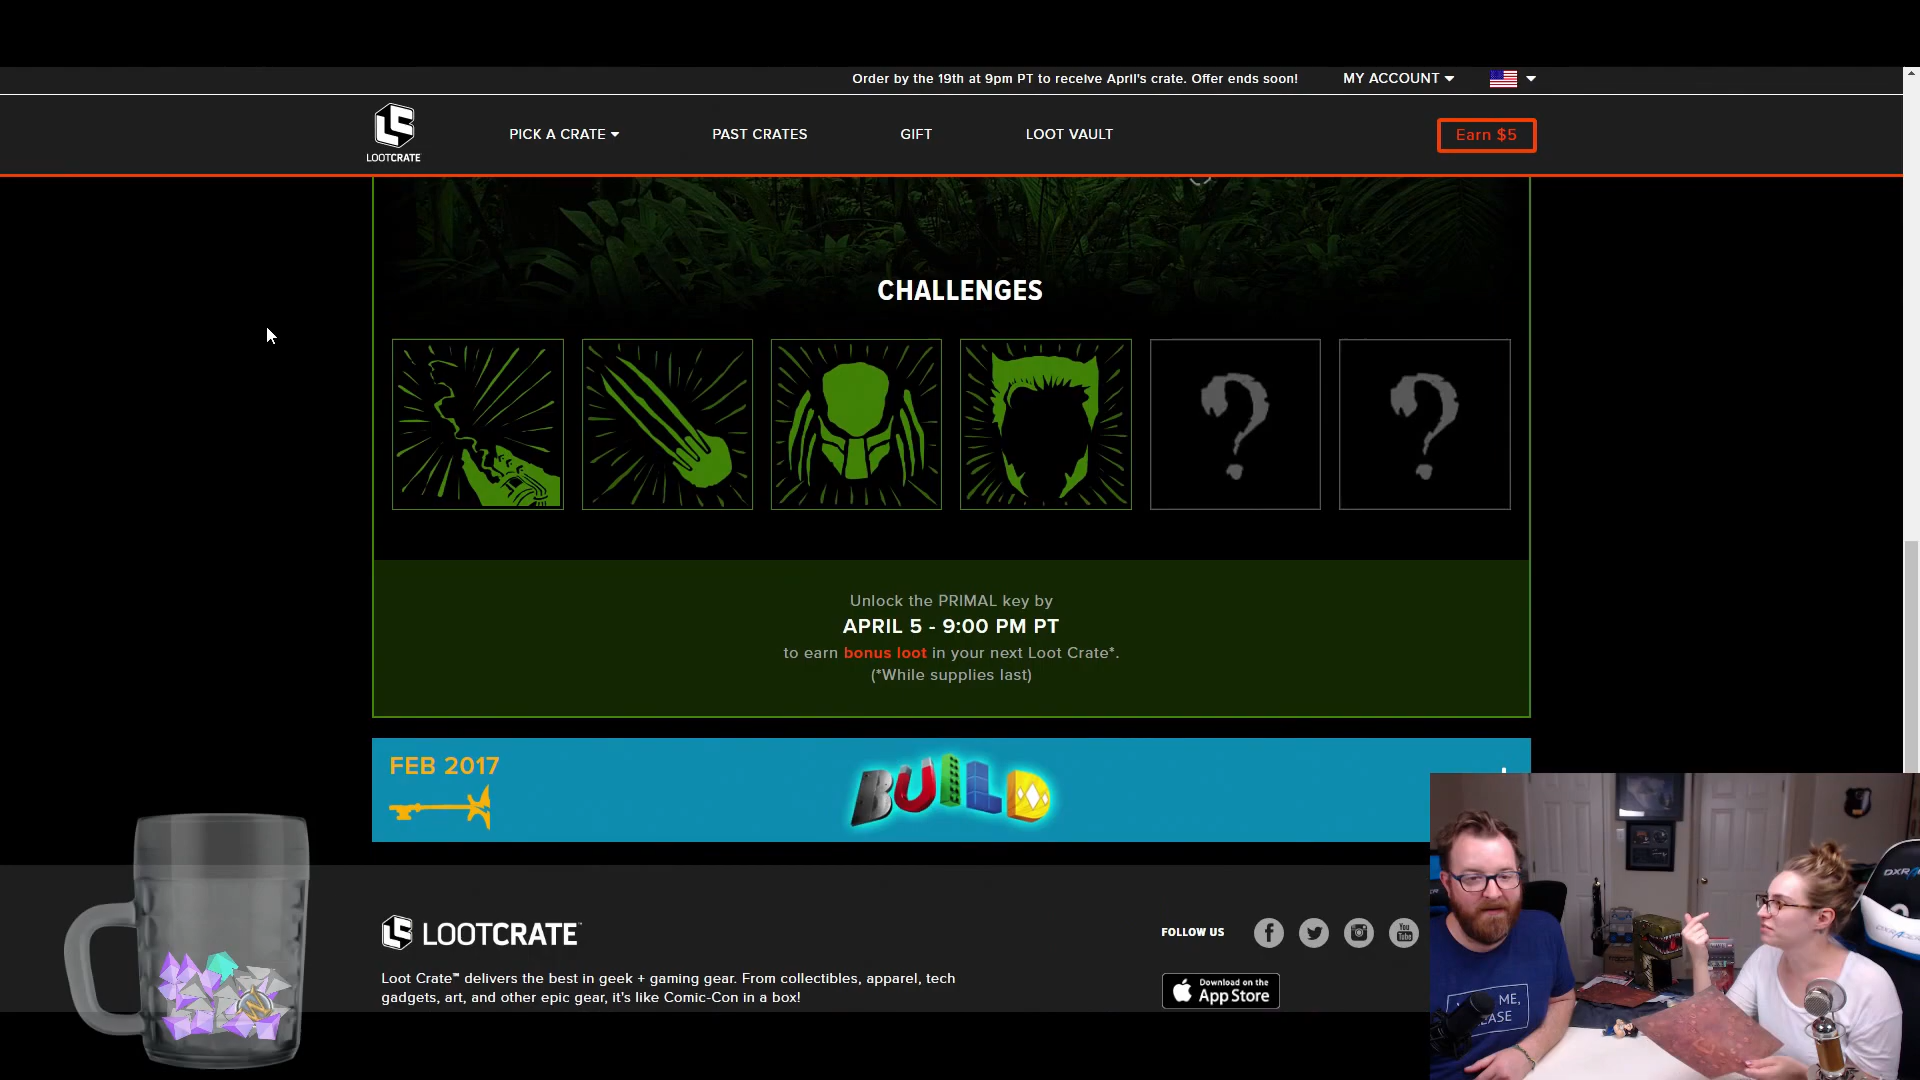 Order by the 19th at 9pm PT to receive April's crate. Offer ends soon!
MY ACCOUNT
LOOTCRATE
PICK A CRATE
PAST CRATES
GIFT
LOOT VAULT
Earn $5
CHALLENGES
Unlock the PRIMAL key by
APRIL 5 - 9:00 PM PT
to earn bonus loot in your next Loot Crate*.
(*While supplies last)
FEB 2017
BUILD
LOOTCRATE™
FOLLOW US
You
Tube
Loot Crate™ delivers the best in geek + gaming gear. From collectibles, apparel, tech
gadgets, art, and other epic gear, it's like Comic-Con in a box!
Download on the
App Store
ME,